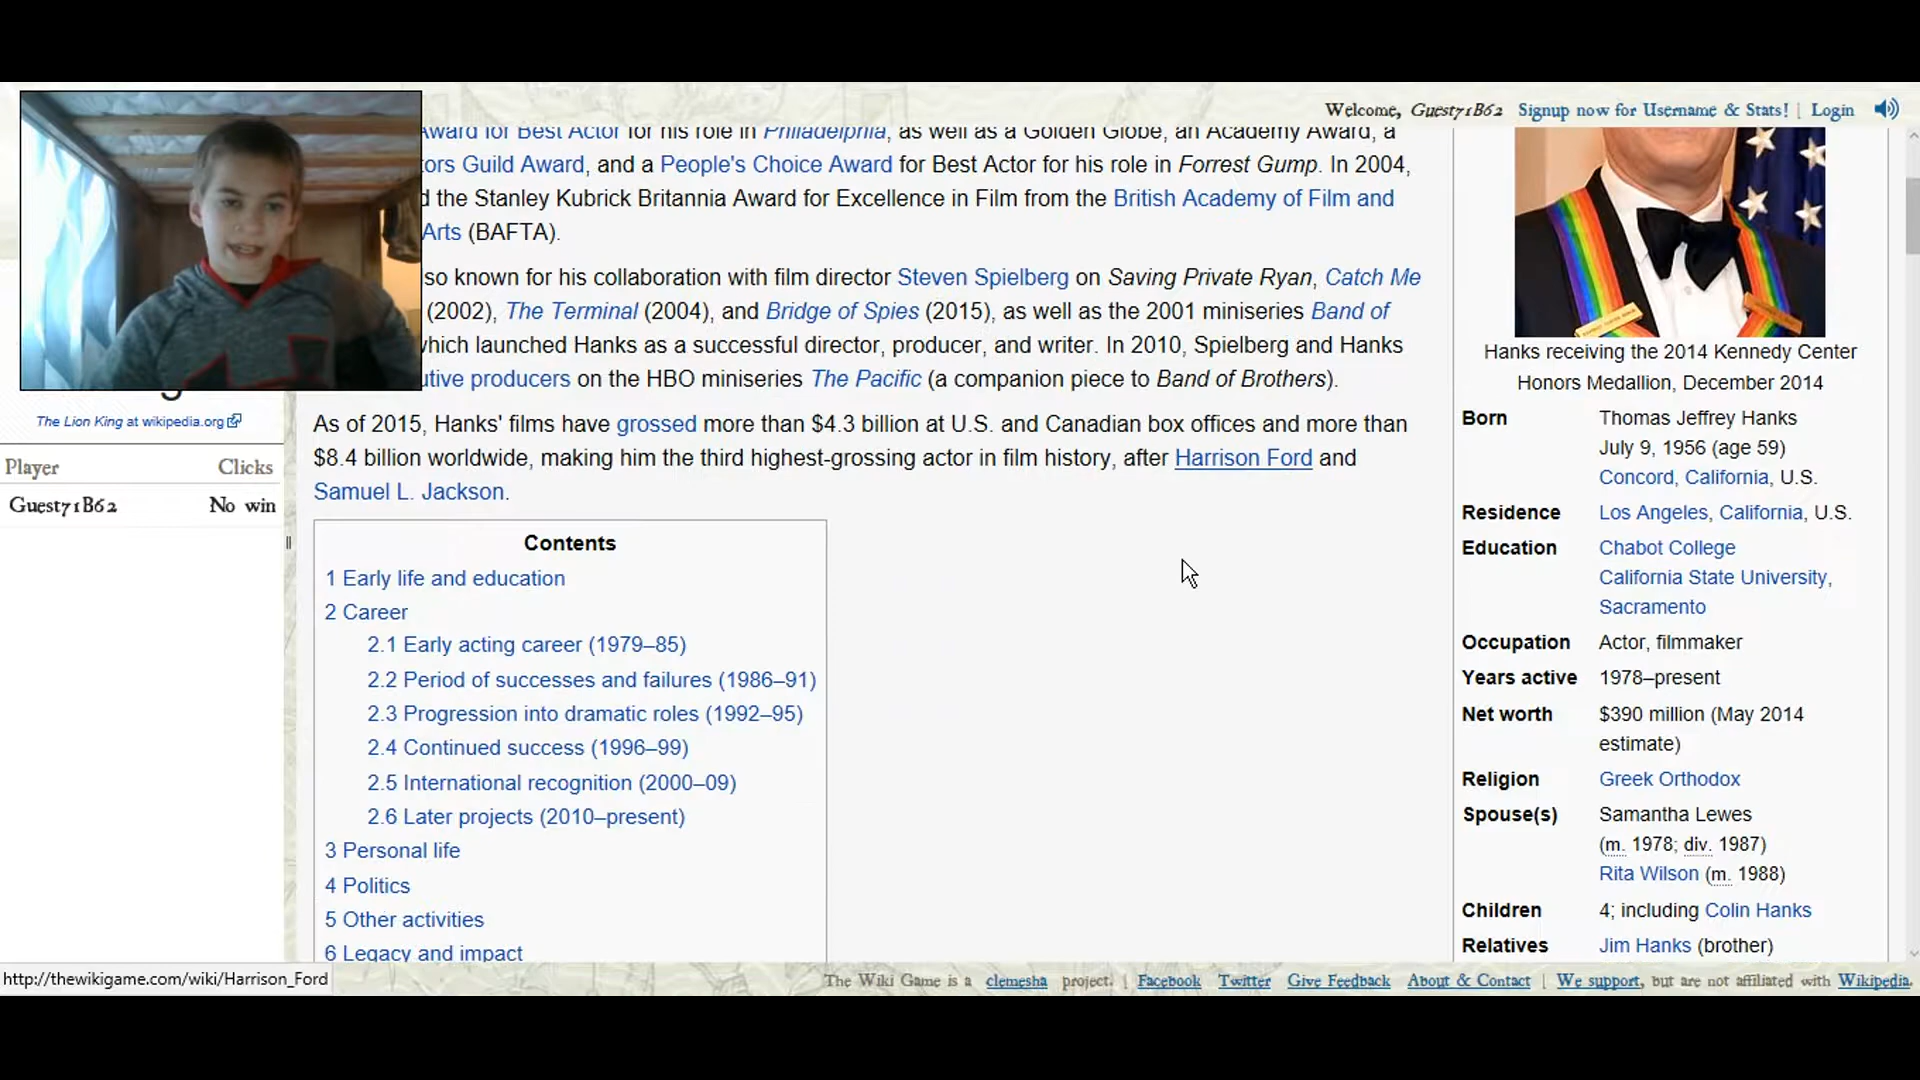 Welcome, Guest71B62 Signup now for Username & Stats! | Login
Award for Best Actor for his role in Philadelphia, as well as a Golden Globe, an Academy Award, a
tors Guild Award, and a People's Choice Award for Best Actor for his role in Forrest Gump. In 2004,
d the Stanley Kubrick Britannia Award for Excellence in Film from the British Academy of Film and
Arts (BAFTA).
so known for his collaboration with film director Steven Spielberg on Saving Private Ryan, Catch Me
(2002), The Terminal (2004), and Bridge of Spies (2015), as well as the 2001 miniseries Band of
which launched Hanks as a successful director, producer, and writer. In 2010, Spielberg and Hanks
utive producers on the HBO miniseries The Pacific (a companion piece to Band of Brothers).
As of 2015, Hanks' films have grossed more than $4.3 billion at U.S. and Canadian box offices and more than
$8.4 billion worldwide, making him the third highest-grossing actor in film history, after Harrison Ford and
Samuel L. Jackson.
Contents
1 Early life and education
2 Career
2.1 Early acting career (1979–85)
2.2 Period of successes and failures (1986–91)
2.3 Progression into dramatic roles (1992–95)
2.4 Continued success (1996–99)
2.5 International recognition (2000–09)
2.6 Later projects (2010–present)
3 Personal life
4 Politics
5 Other activities
6 Legacy and impact
The Lion King at wikipedia.org
Player Clicks
Guest71B62 No win
Hanks receiving the 2014 Kennedy Center
Honors Medallion, December 2014
Born Thomas Jeffrey Hanks
July 9, 1956 (age 59)
Concord, California, U.S.
Residence Los Angeles, California, U.S.
Education Chabot College
California State University,
Sacramento
Occupation Actor, filmmaker
Years active 1978–present
Net worth $390 million (May 2014
estimate)
Religion Greek Orthodox
Spouse(s) Samantha Lewes
(m. 1978; div. 1987)
Rita Wilson (m. 1988)
Children 4; including Colin Hanks
Relatives Jim Hanks (brother)
http://thewikigame.com/wiki/Harrison_Ford
The Wiki Game is a clemesha project. | Facebook Twitter Give Feedback About & Contact | We support, but are not affiliated with Wikipedia.